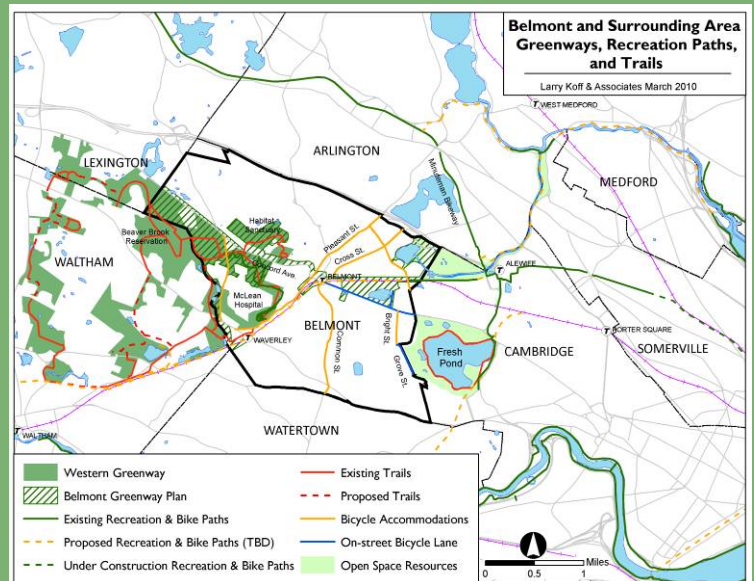 Belmont and Surrounding Area
Greenways, Recreation Paths,
and Trails
Larry Koff & Associates March 2010
T WEST MEDFORD
ARLINGTON
LEXINGTON
MEDFORD
Minuteman Bikeway
Habitat
Sanctuary
Beaver Brook
Reservation
Pleasant St.
Cross St.
WALTHAM
Concord Ave.
ALEWIFE
T
BELMONT
McLean
Hospital
BELMONT
Bright St.
PORTER SQUARE
T
T WAVERLEY
Common St.
Grove St.
Fresh
Pond
CAMBRIDGE
SOMERVILLE
WATERTOWN
T
WALTHAM
Western Greenway
Belmont Greenway Plan
Existing Recreation & Bike Paths
Proposed Recreation & Bike Paths (TBD)
Under Construction Recreation & Bike Paths
Existing Trails
Proposed Trails
Bicycle Accommodations
On-street Bicycle Lane
Open Space Resources
Miles
0 0.5 1